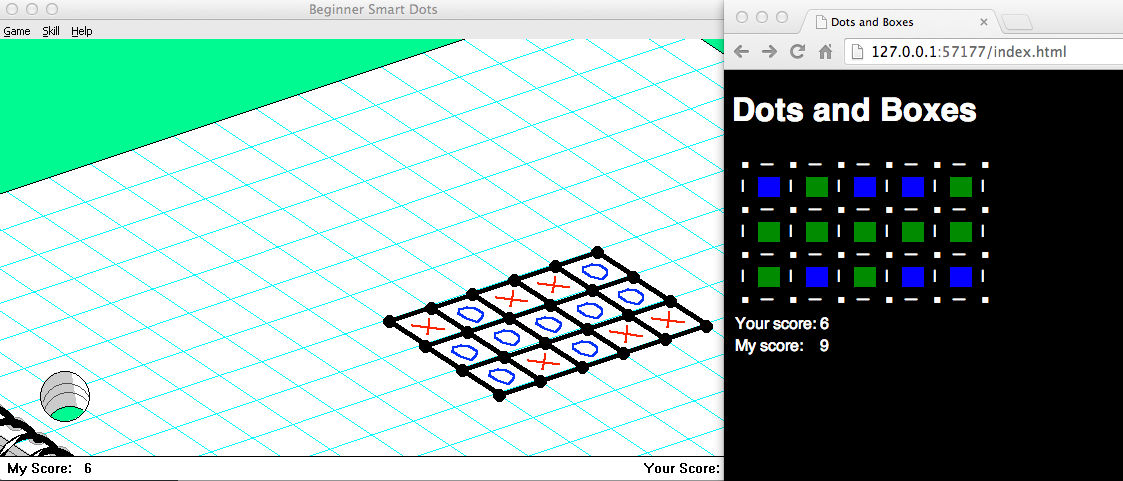 Beginner Smart Dots
Game Skill Help
My Score: 6
Your Score:
Dots and Boxes
127.0.0.1:57177/index.html
Dots and Boxes
Your score: 6
My score: 9